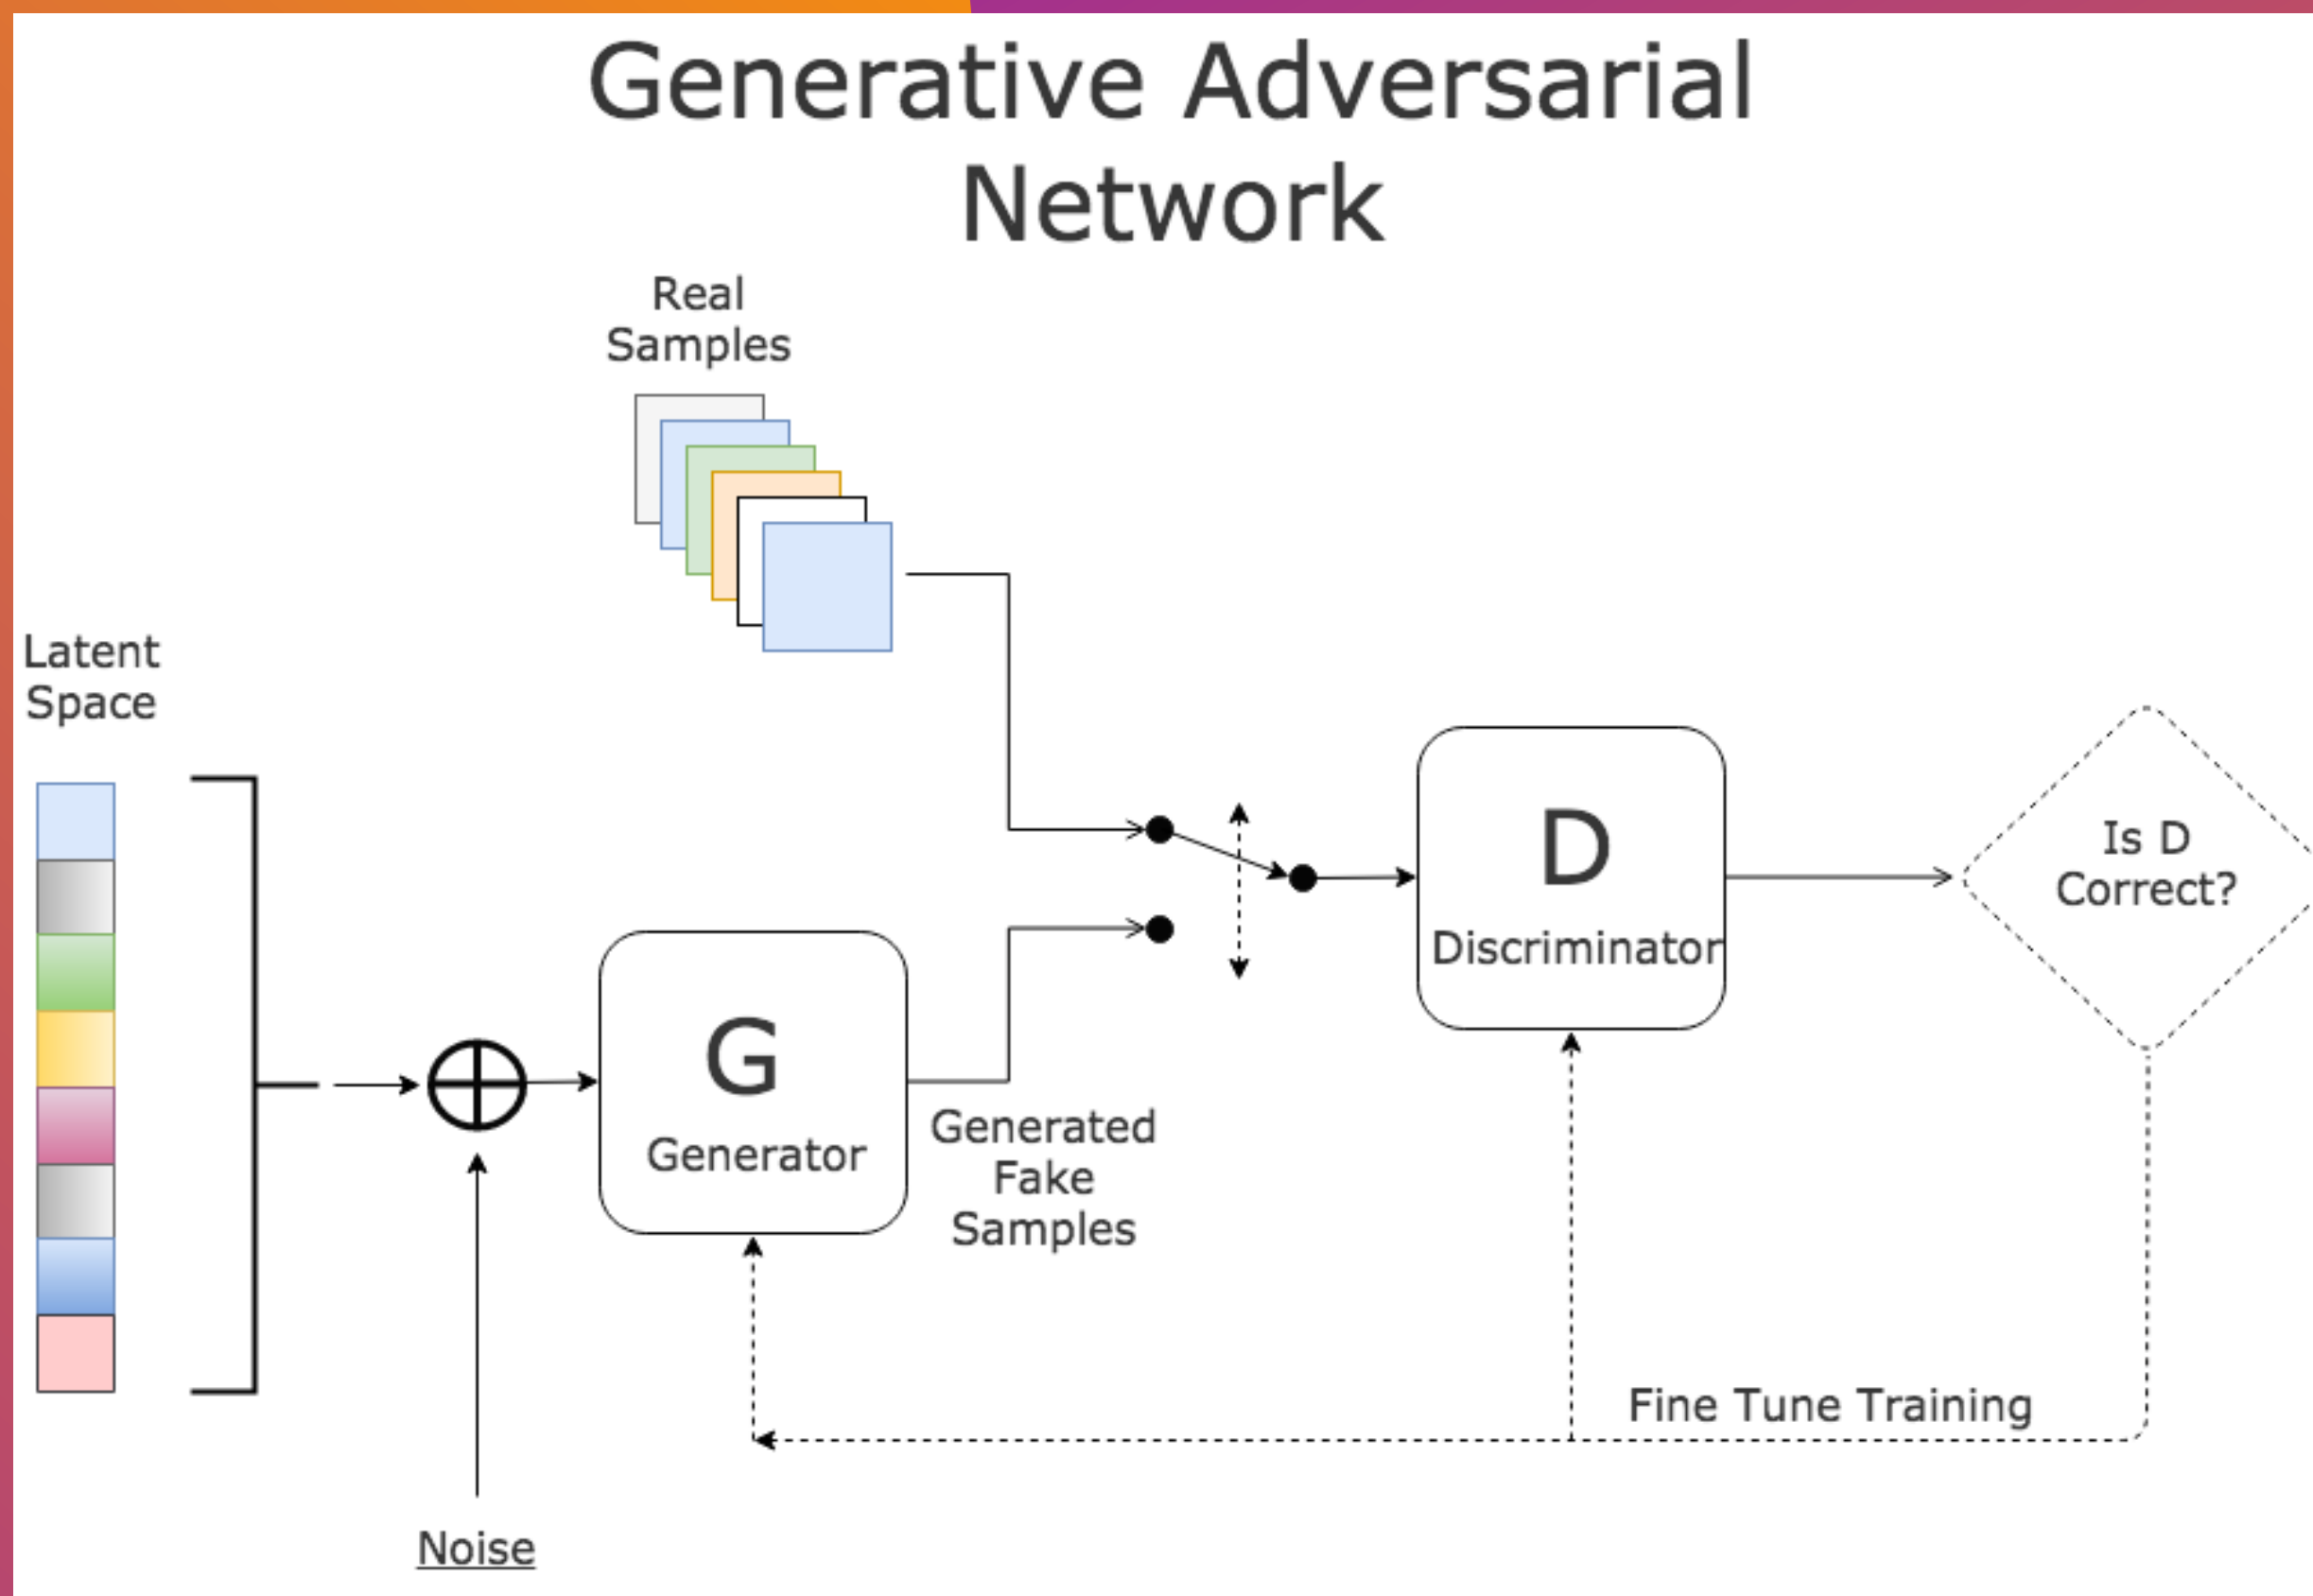 Generative Adversarial
Network
Real
Samples
Latent
Space
Is D
Correct?
D
Discriminator
G
Generator
Generated
Fake
Samples
Fine Tune Training
Noise